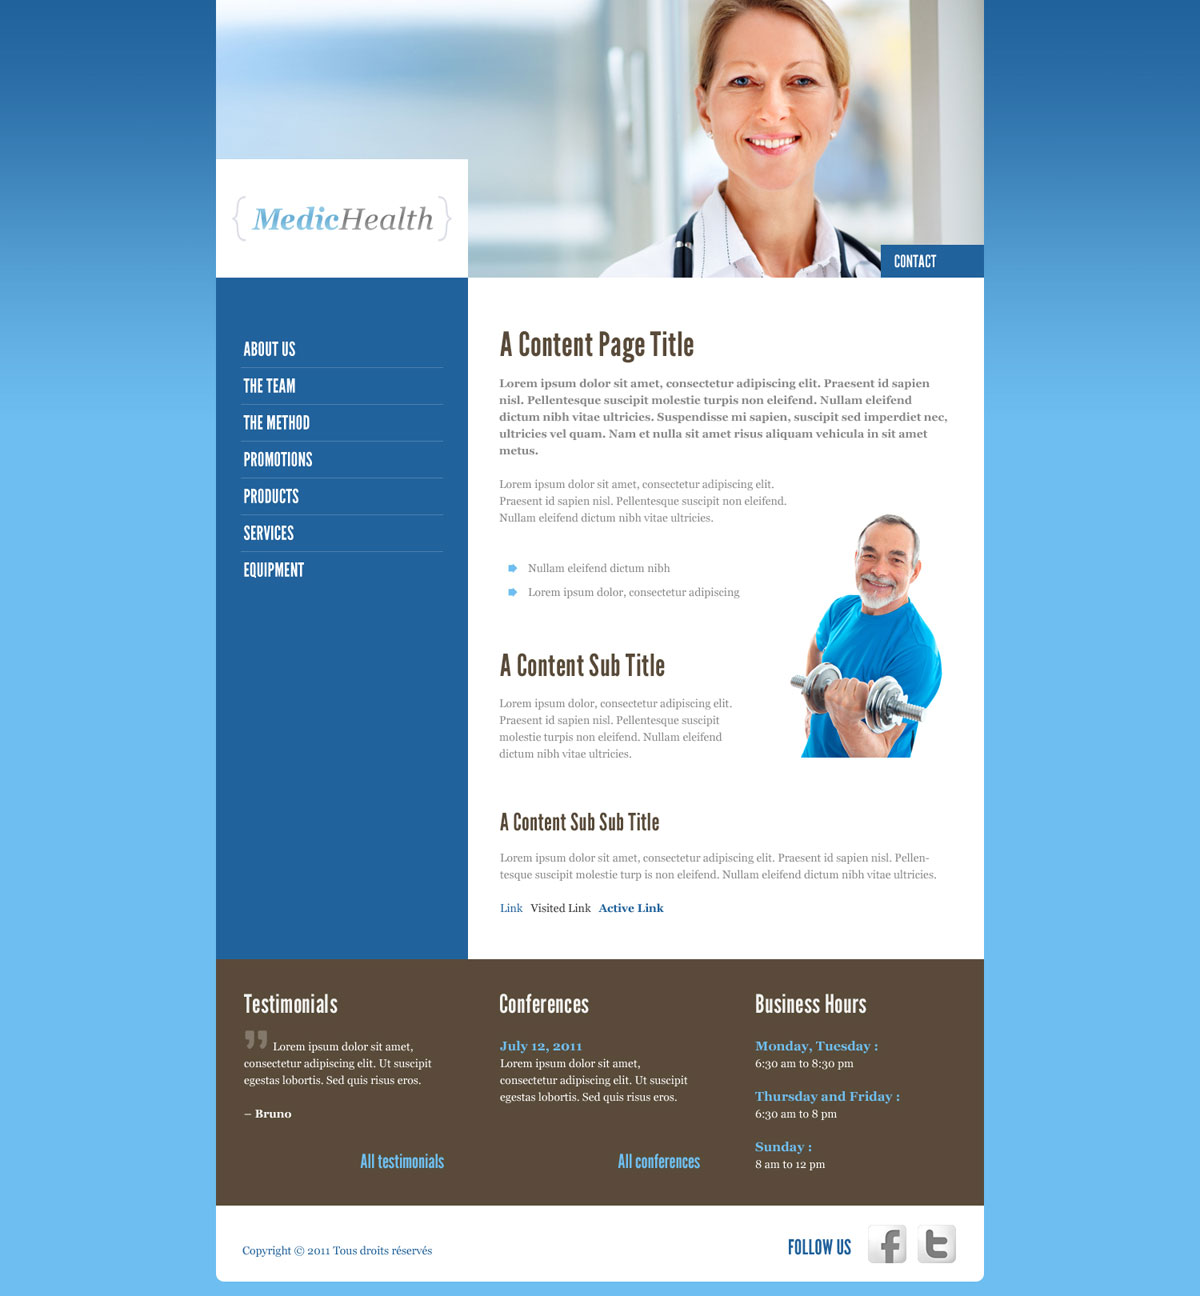 { MedicHealth }
CONTACT
ABOUT US
THE TEAM
THE METHOD
PROMOTIONS
PRODUCTS
SERVICES
EQUIPMENT
A Content Page Title
Lorem ipsum dolor sit amet, consectetur adipiscing elit. Praesent id sapien
nisl. Pellentesque suscipit molestie turpis non eleifend. Nullam eleifend
dictum nibh vitae ultricies. Suspendisse mi sapien, suscipit sed imperdiet nec,
ultricies vel quam. Nam et nulla sit amet risus aliquam vehicula in sit amet
metus.
Lorem ipsum dolor sit amet, consectetur adipiscing elit.
Praesent id sapien nisl. Pellentesque suscipit non eleifend.
Nullam eleifend dictum nibh vitae ultricies.
Nullam eleifend dictum nibh
Lorem ipsum dolor, consectetur adipiscing
A Content Sub Title
Lorem ipsum dolor, consectetur adipiscing elit.
Praesent id sapien nisl. Pellentesque suscipit
molestie turpis non eleifend. Nullam eleifend
dictum nibh vitae ultricies.
A Content Sub Sub Title
Lorem ipsum dolor sit amet, consectetur adipiscing elit. Praesent id sapien nisl. Pellen-
tesque suscipit molestie turp is non eleifend. Nullam eleifend dictum nibh vitae ultricies.
Link Visited Link Active Link
Testimonials
” Lorem ipsum dolor sit amet,
consectetur adipiscing elit. Ut suscipit
egestas lobortis. Sed quis risus eros.
– Bruno
All testimonials
Conferences
July 12, 2011
Lorem ipsum dolor sit amet,
consectetur adipiscing elit. Ut suscipit
egestas lobortis. Sed quis risus eros.
All conferences
Business Hours
Monday, Tuesday :
6:30 am to 8:30 pm
Thursday and Friday :
6:30 am to 8 pm
Sunday :
8 am to 12 pm
Copyright © 2011 Tous droits réservés
FOLLOW US f t